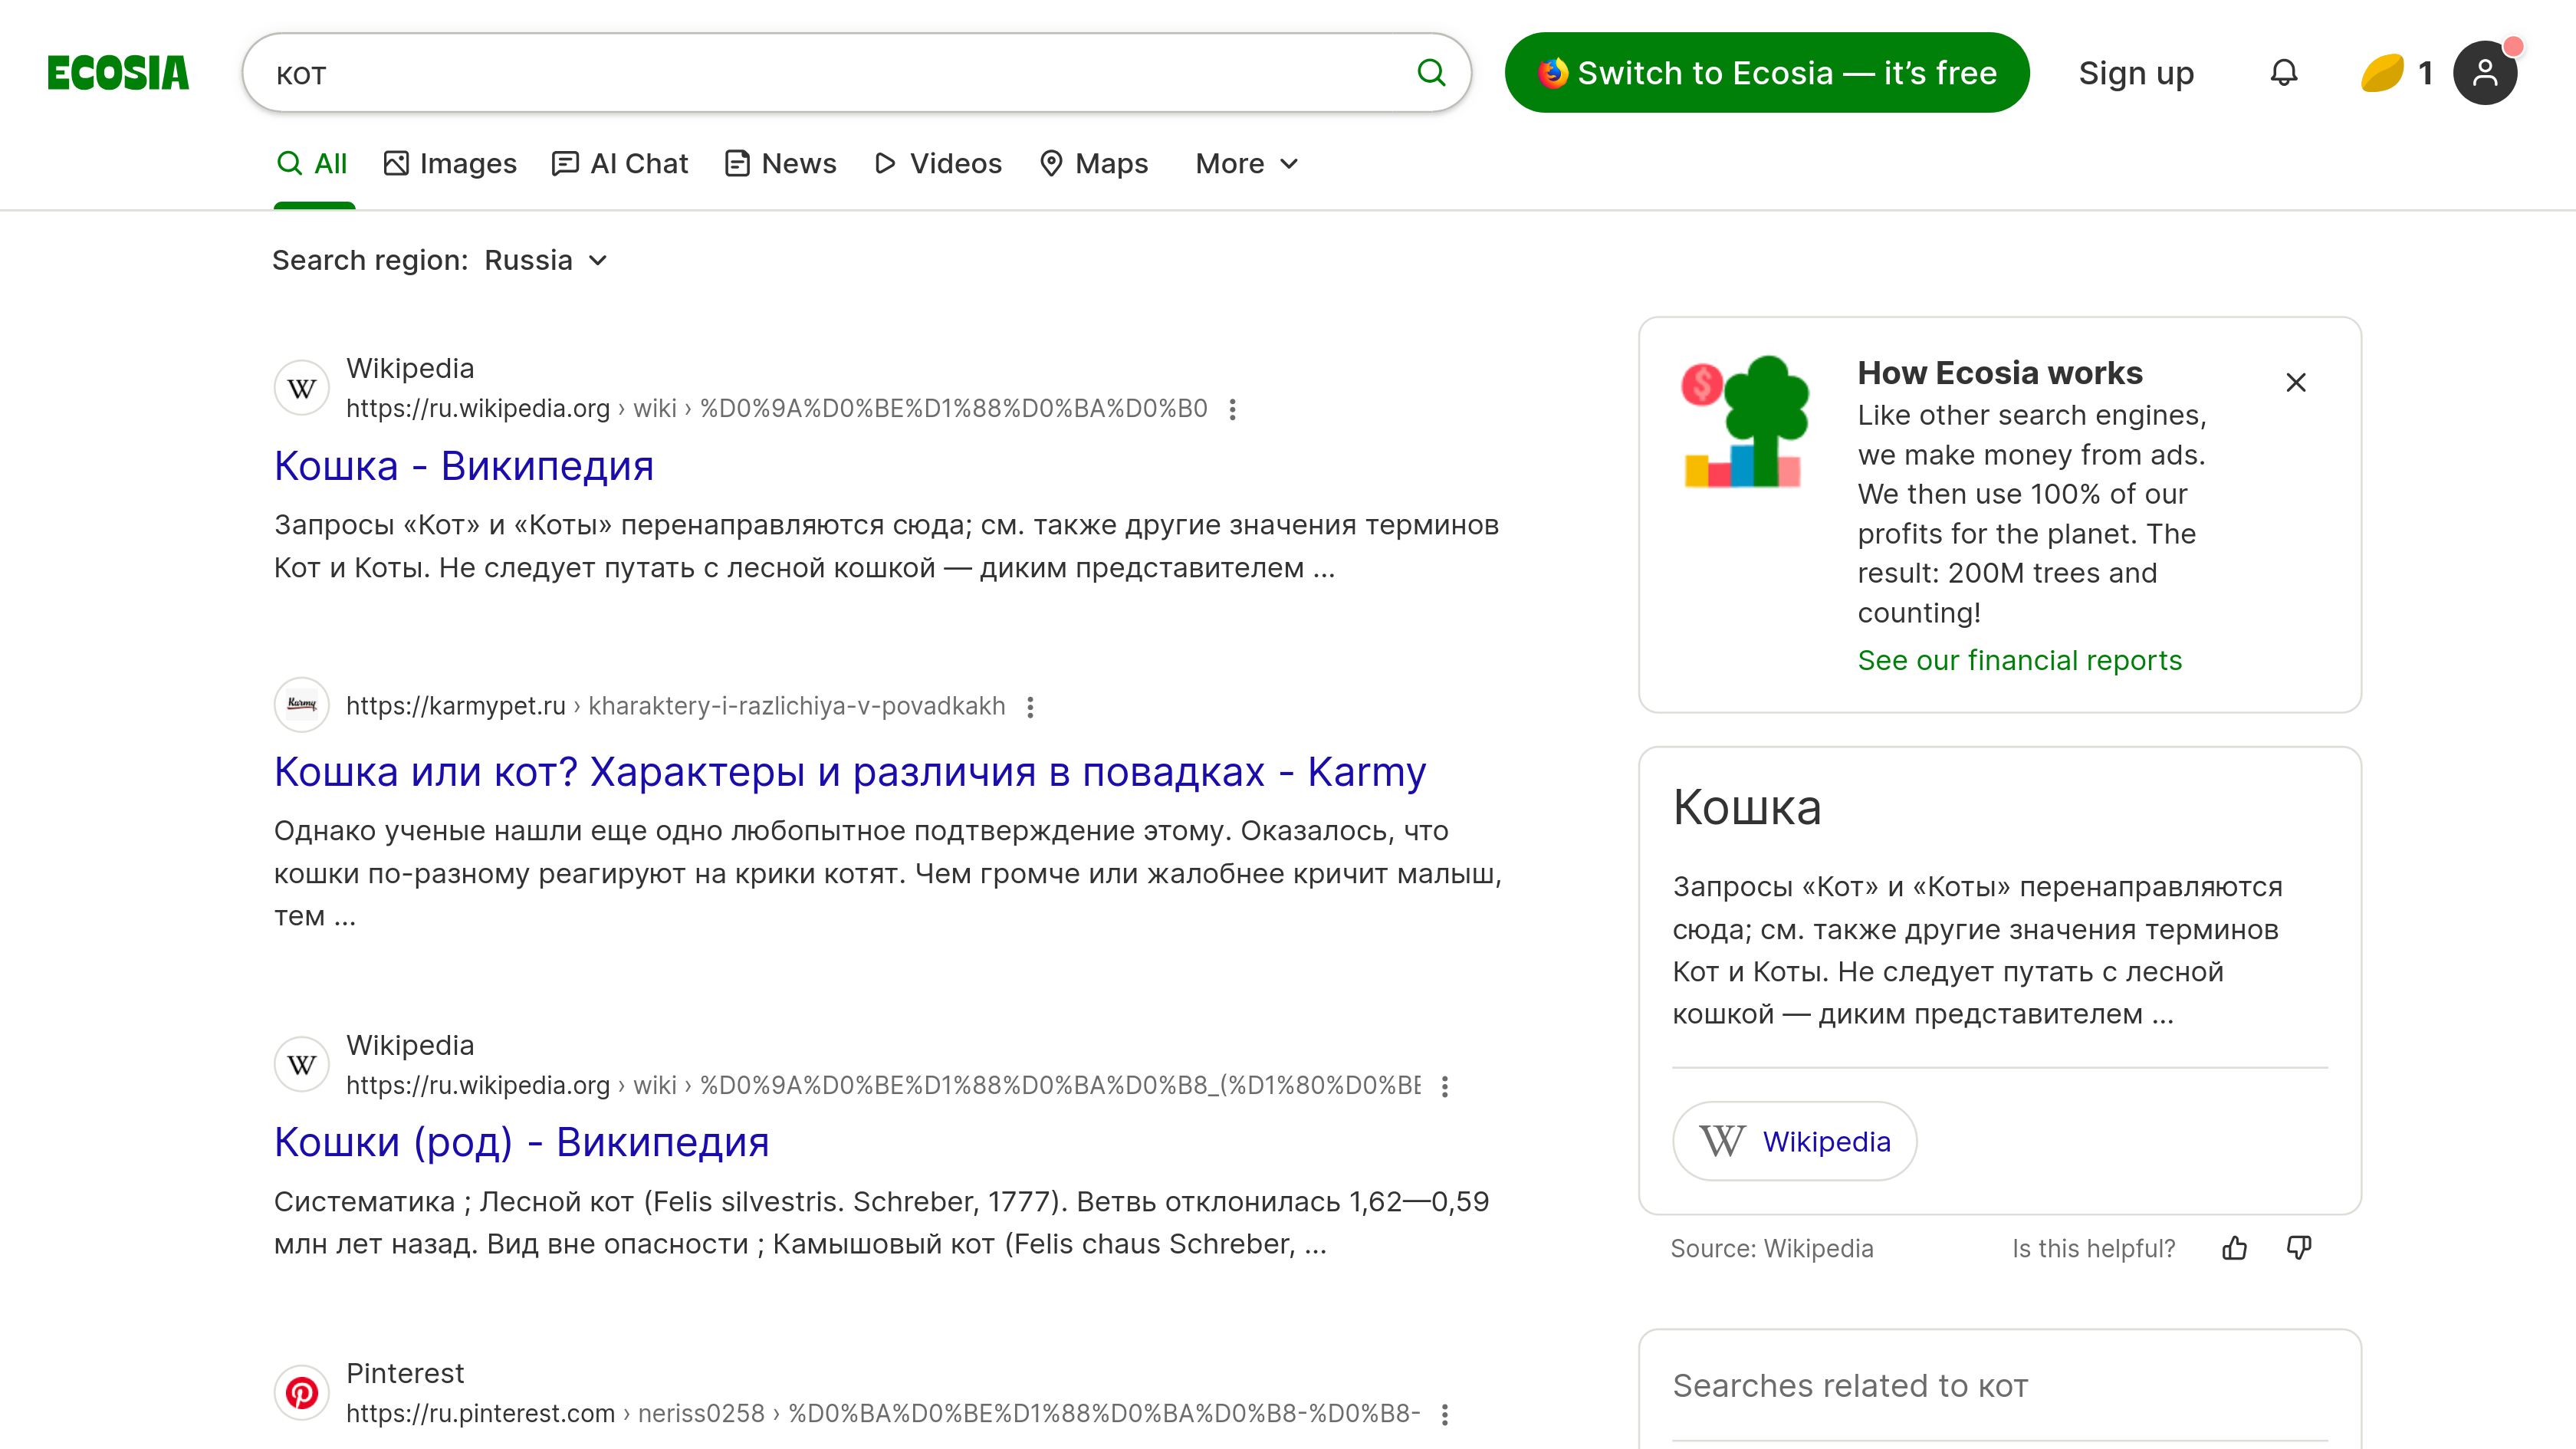 ECOSIA
кот
Switch to Ecosia — it’s free
Sign up
1
All
Images
AI Chat
News
Videos
Maps
More
Search region: Russia
Wikipedia
https://ru.wikipedia.org › wiki › %D0%9A%D0%BE%D1%88%D0%BA%D0%B0
Кошка - Википедия
Запросы «Кот» и «Коты» перенаправляются сюда; см. также другие значения терминов
Кот и Коты. Не следует путать с лесной кошкой — диким представителем ...
Karmy
https://karmypet.ru › kharaktery-i-razlichiya-v-povadkakh
Кошка или кот? Характеры и различия в повадках - Karmy
Однако ученые нашли еще одно любопытное подтверждение этому. Оказалось, что
кошки по-разному реагируют на крики котят. Чем громче или жалобнее кричит малыш,
тем ...
Wikipedia
https://ru.wikipedia.org › wiki › %D0%9A%D0%BE%D1%88%D0%BA%D0%B8_(%D1%80%D0%BE
Кошки (род) - Википедия
Систематика ; Лесной кот (Felis silvestris. Schreber, 1777). Ветвь отклонилась 1,62—0,59
млн лет назад. Вид вне опасности ; Камышовый кот (Felis chaus Schreber, ...
Pinterest
https://ru.pinterest.com › neriss0258 › %D0%BA%D0%BE%D1%88%D0%BA%D0%B8-%D0%B8-
How Ecosia works
Like other search engines,
we make money from ads.
We then use 100% of our
profits for the planet. The
result: 200M trees and
counting!
See our financial reports
Кошка
Запросы «Кот» и «Коты» перенаправляются
сюда; см. также другие значения терминов
Кот и Коты. Не следует путать с лесной
кошкой — диким представителем ...
Wikipedia
Source: Wikipedia
Is this helpful?
Searches related to кот